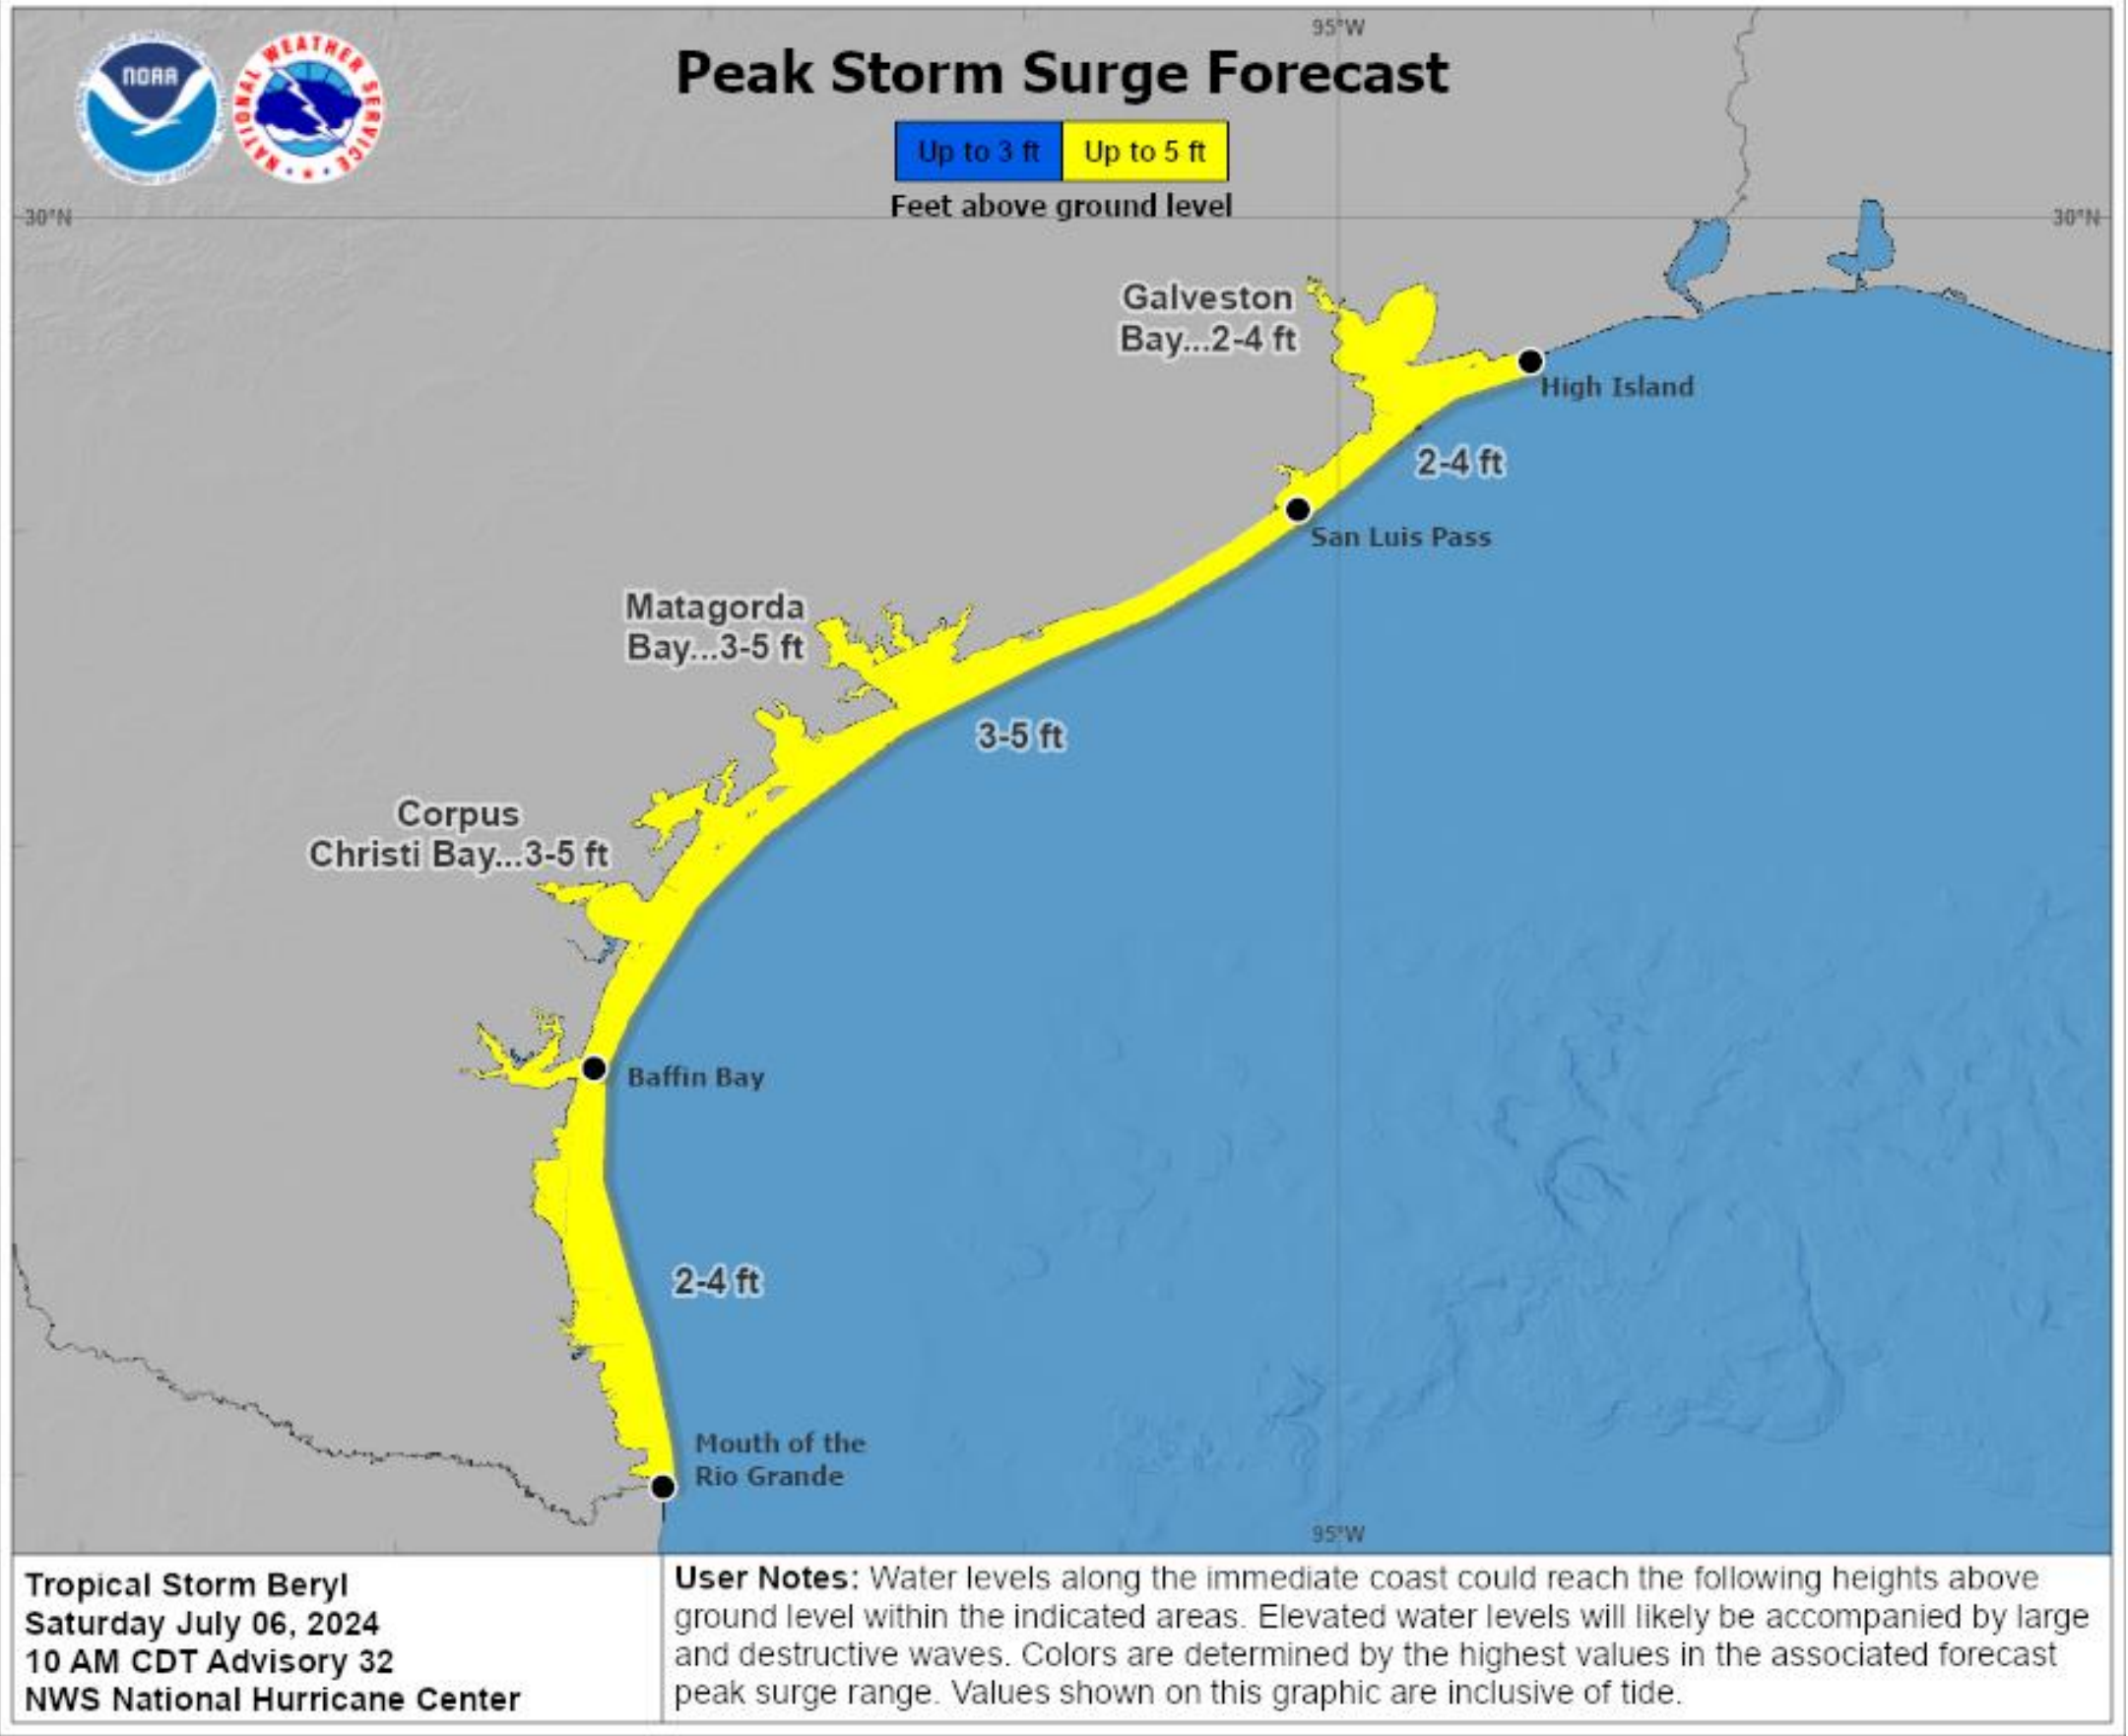 95°W
Peak Storm Surge Forecast
NOAA
NATIONAL WEATHER SERVICE
Up to 3 ft Up to 5 ft
Feet above ground level
30°N 30°N
Galveston
Bay...2-4 ft
High Island
2-4 ft
San Luis Pass
Matagorda
Bay...3-5 ft
3-5 ft
Corpus
Christi Bay...3-5 ft
Baffin Bay
2-4 ft
Mouth of the
Rio Grande
95°W
Tropical Storm Beryl
Saturday July 06, 2024
10 AM CDT Advisory 32
NWS National Hurricane Center
User Notes: Water levels along the immediate coast could reach the following heights above
ground level within the indicated areas. Elevated water levels will likely be accompanied by large
and destructive waves. Colors are determined by the highest values in the associated forecast
peak surge range. Values shown on this graphic are inclusive of tide.